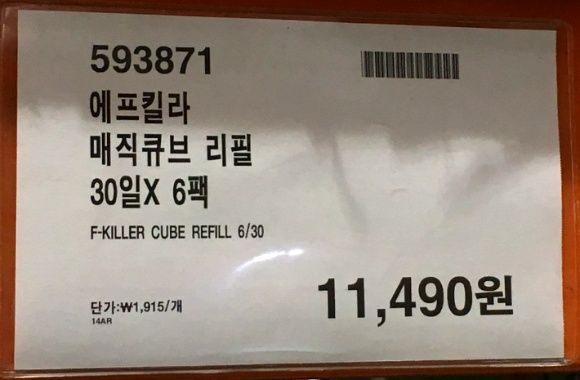 593871
에프킬라
매직큐브 리필
30일X 6팩
F-KILLER CUBE REFILL 6/30
단가:₩1,915/개
14AR
11,490원